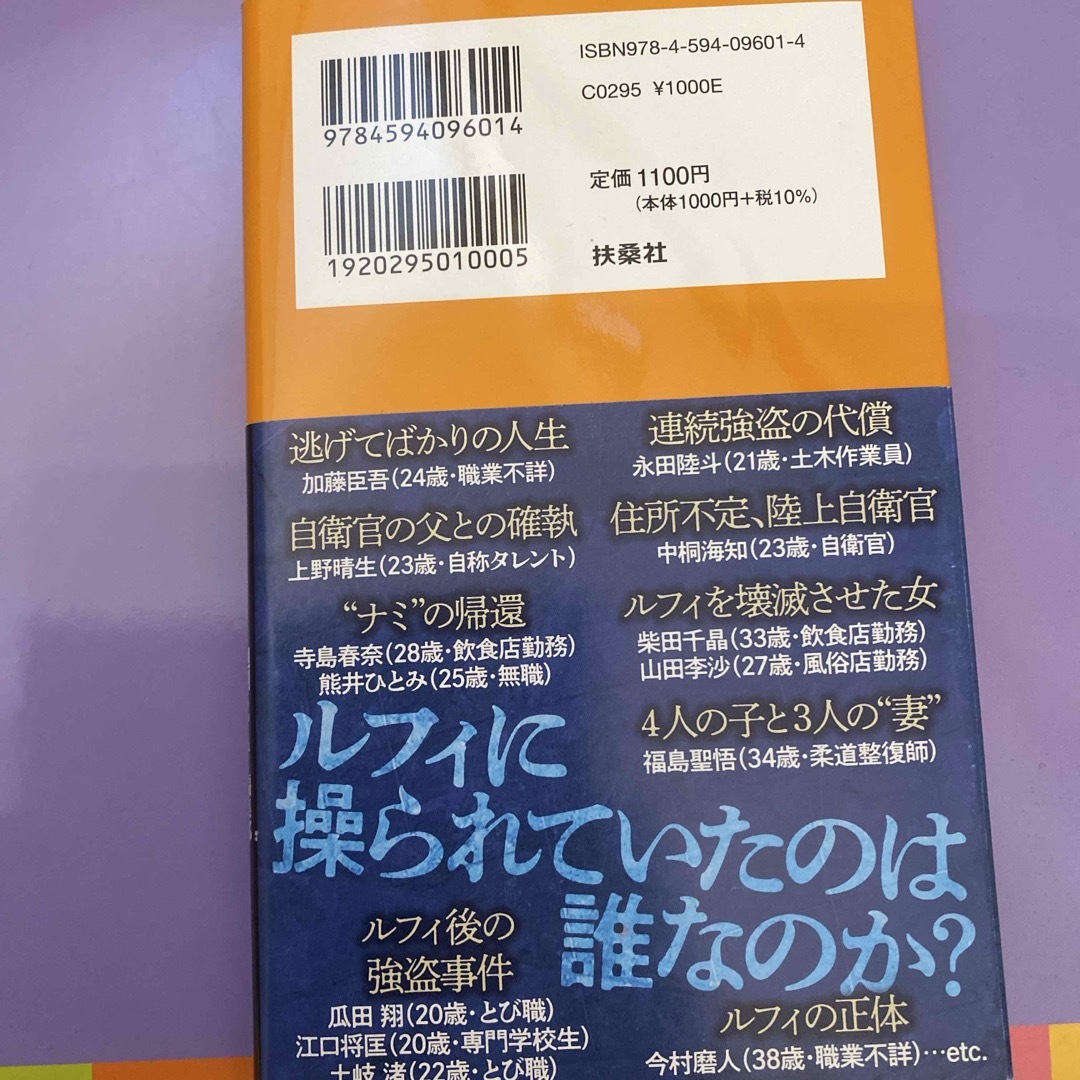 ISBN978-4-594-09601-4
C0295 ¥1000E
9784594096014
定価 1100円
(本体1000円+税10%)
1920295010005
扶桑社
逃げてばかりの人生
加藤臣吾(24歳・職業不詳)
連続強盗の代償
永田陸斗(21歳・土木作業員)
自衛官の父との確執
上野晴生(23歳・自称タレント)
住所不定、陸上自衛官
中桐海知(23歳・自衛官)
“ナミ”の帰還
寺島春奈(28歳・飲食店勤務)
熊井ひとみ(25歳・無職)
ルフィを壊滅させた女
柴田千晶(33歳・飲食店勤務)
山田李沙(27歳・風俗店勤務)
4人の子と3人の“妻”
福島聖悟(34歳・柔道整復師)
ルフィに
操られていたのは
誰なのか?
ルフィ後の
強盗事件
瓜田 翔(20歳・とび職)
江口将匡(20歳・専門学校生)
土岐 渚(22歳・とび職)
ルフィの正体
今村磨人(38歳・職業不詳)…etc.